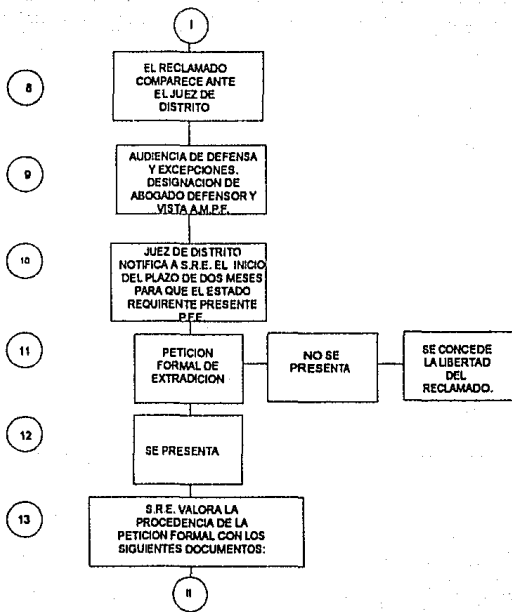 I
8
EL RECLAMADO
COMPARECE ANTE
EL JUEZ DE
DISTRITO
9
AUDIENCIA DE DEFENSA
Y EXCEPCIONES.
DESIGNACION DE
ABOGADO DEFENSOR Y
VISTA A.M.P.F.
10
JUEZ DE DISTRITO
NOTIFICA A S.R.E. EL INICIO
DEL PLAZO DE DOS MESES
PARA QUE EL ESTADO
REQUIRENTE PRESENTE
P.F.E.
11
PETICION
FORMAL DE
EXTRADICION
NO SE
PRESENTA
SE CONCEDE
LA LIBERTAD
DEL
RECLAMADO.
12
SE PRESENTA
13
S.R.E. VALORA LA
PROCEDENCIA DE LA
PETICION FORMAL CON LOS
SIGUIENTES DOCUMENTOS:
II